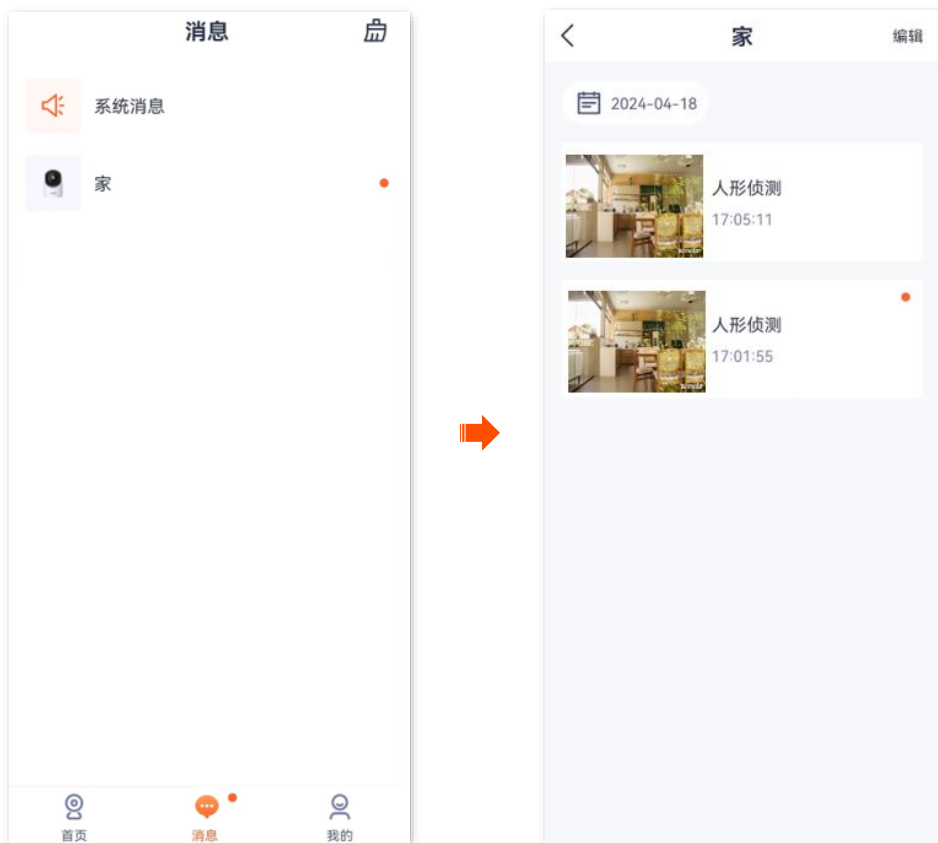 消息
系统消息
家
首页
消息
我的
家
编辑
2024-04-18
人形侦测
17:05:11
人形侦测
17:01:55